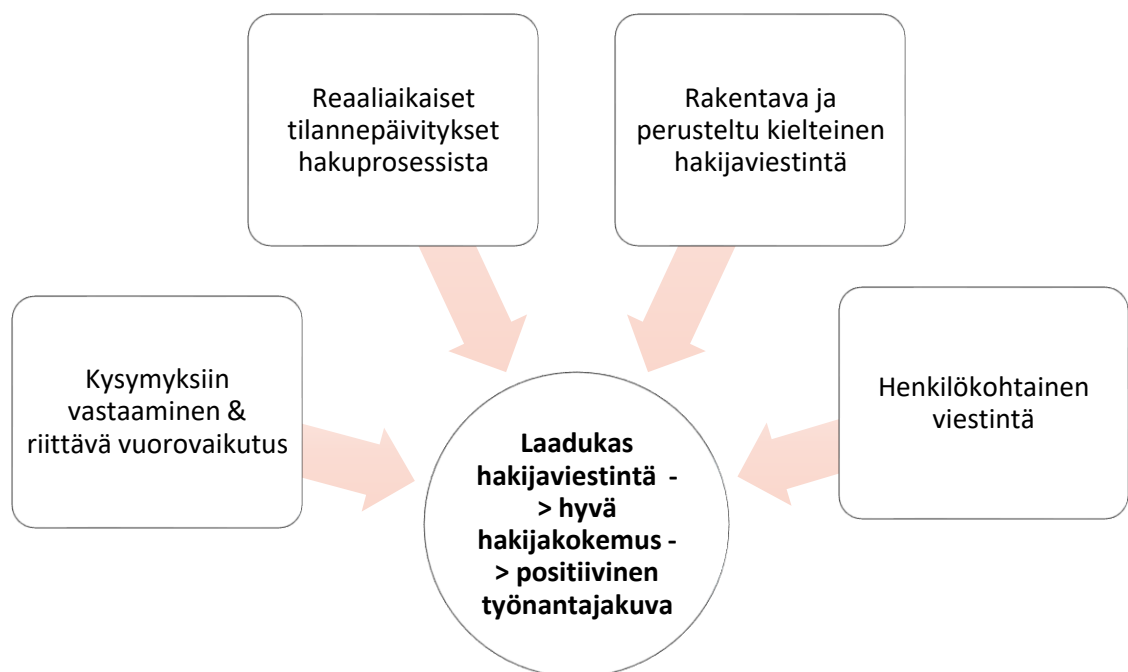 Reaaliaikaiset
tilannepäivitykset
hakuprosessista
Rakentava ja
perusteltu kielteinen
hakijaviestintä
Kysymyksiin
vastaaminen &
riittävä vuorovaikutus
Henkilökohtainen
viestintä
Laadukas
hakijaviestintä -
> hyvä
hakijakokemus -
> positiivinen
työnantajakuva